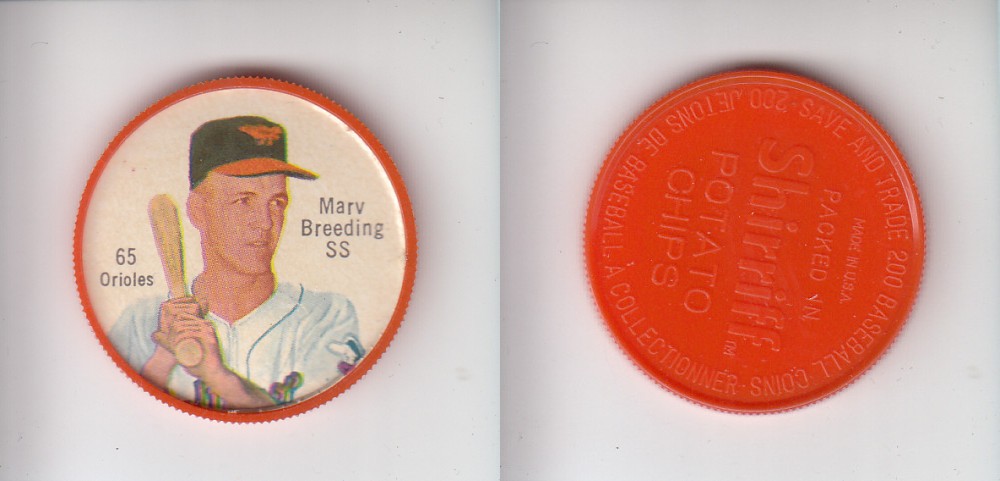 65
Orioles
Marv
Breeding
SS
SAVE AND TRADE 200 BASEBALL COINS · 200 JETONS DE BASEBALL A COLLECTIONNER ·
MADE IN U.S.A.
PACKED IN
Shirriff™
POTATO
CHIPS